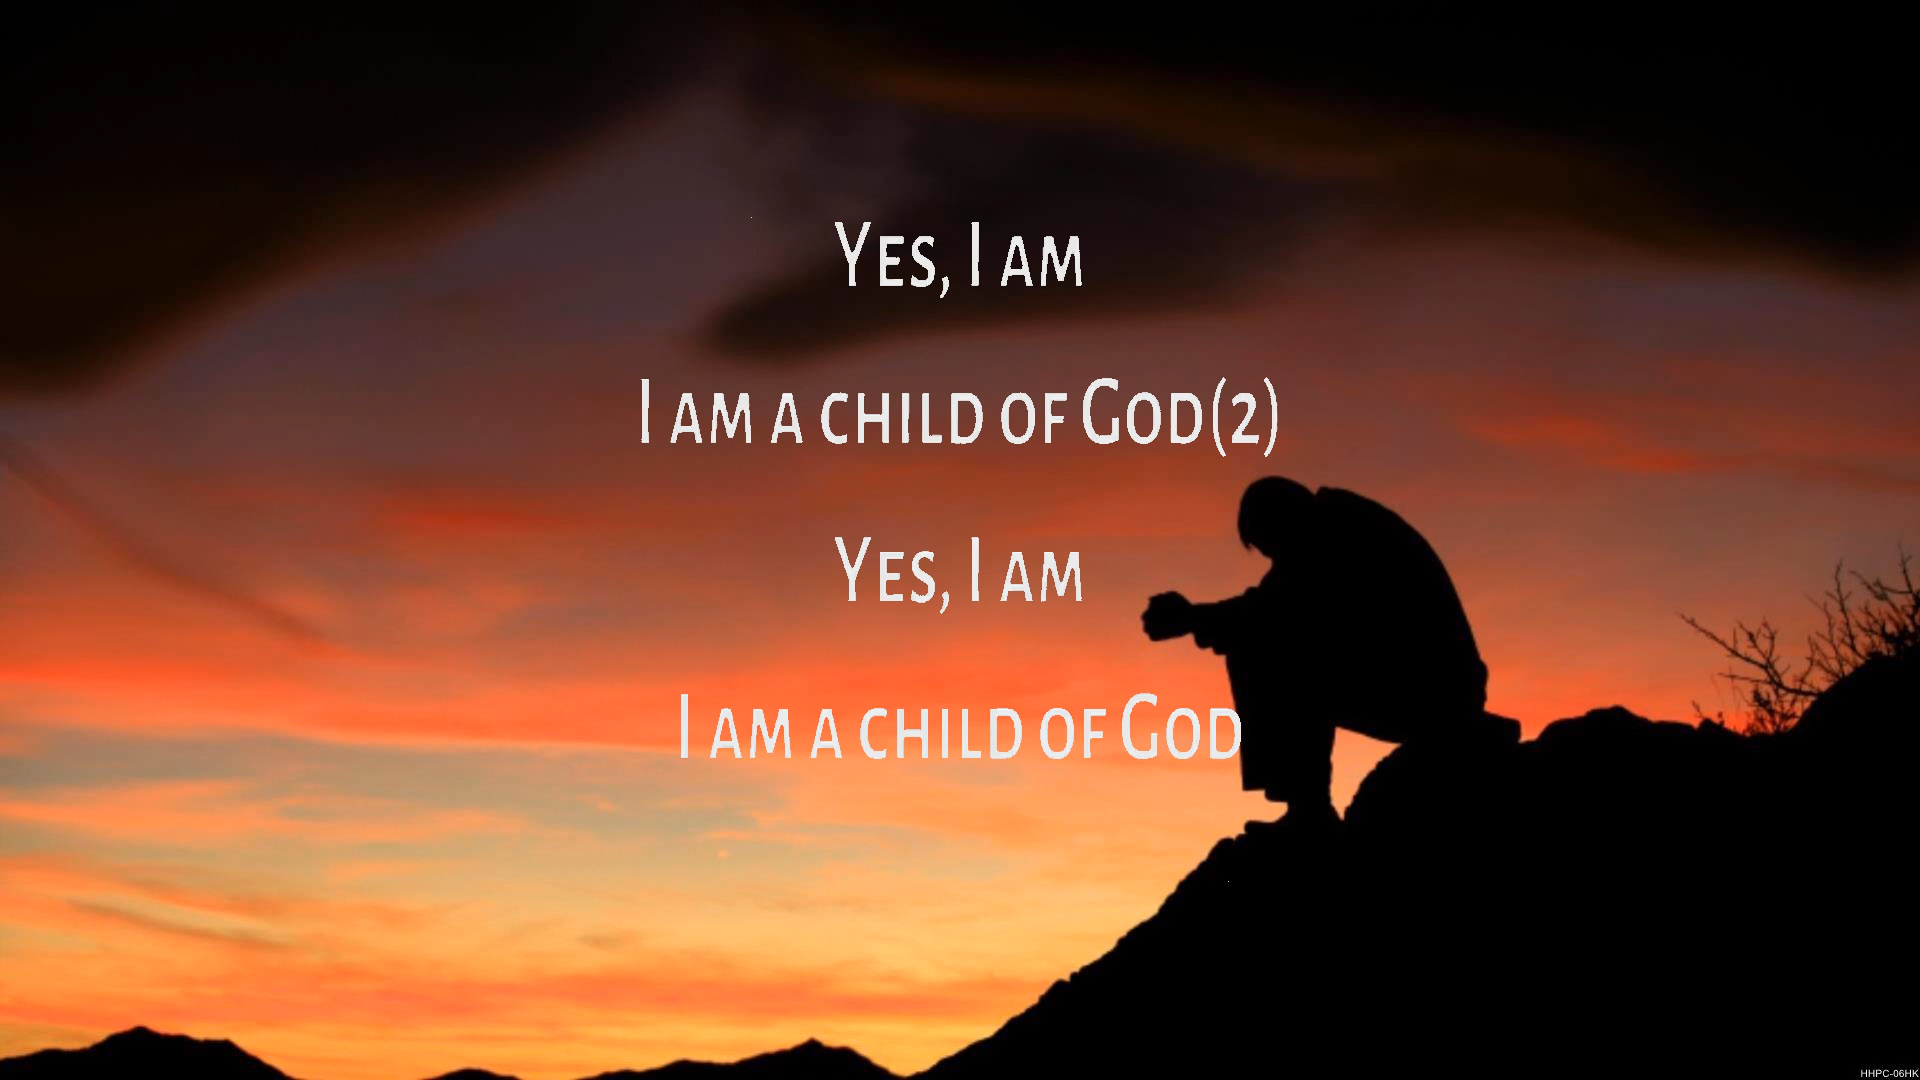 Yes, I am
I am a child of God(2)
Yes, I am
I am a child of God
HHPC-06HK